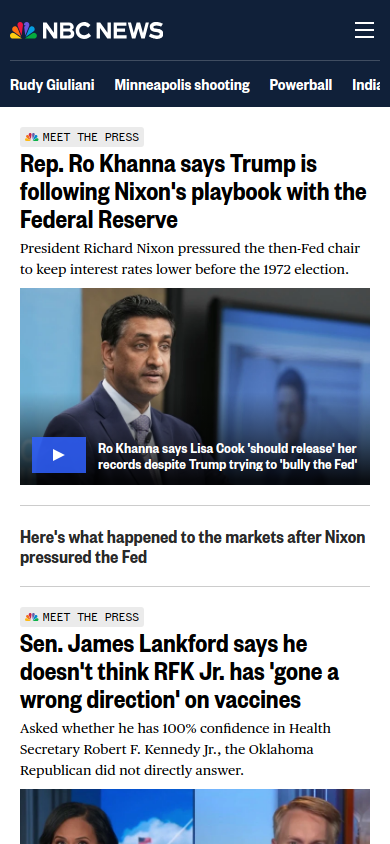 NBC NEWS
Rudy Giuliani Minneapolis shooting Powerball India
MEET THE PRESS
Rep. Ro Khanna says Trump is
following Nixon's playbook with the
Federal Reserve
President Richard Nixon pressured the then-Fed chair
to keep interest rates lower before the 1972 election.
Ro Khanna says Lisa Cook 'should release' her
records despite Trump trying to 'bully the Fed'
Here's what happened to the markets after Nixon
pressured the Fed
MEET THE PRESS
Sen. James Lankford says he
doesn't think RFK Jr. has 'gone a
wrong direction' on vaccines
Asked whether he has 100% confidence in Health
Secretary Robert F. Kennedy Jr., the Oklahoma
Republican did not directly answer.